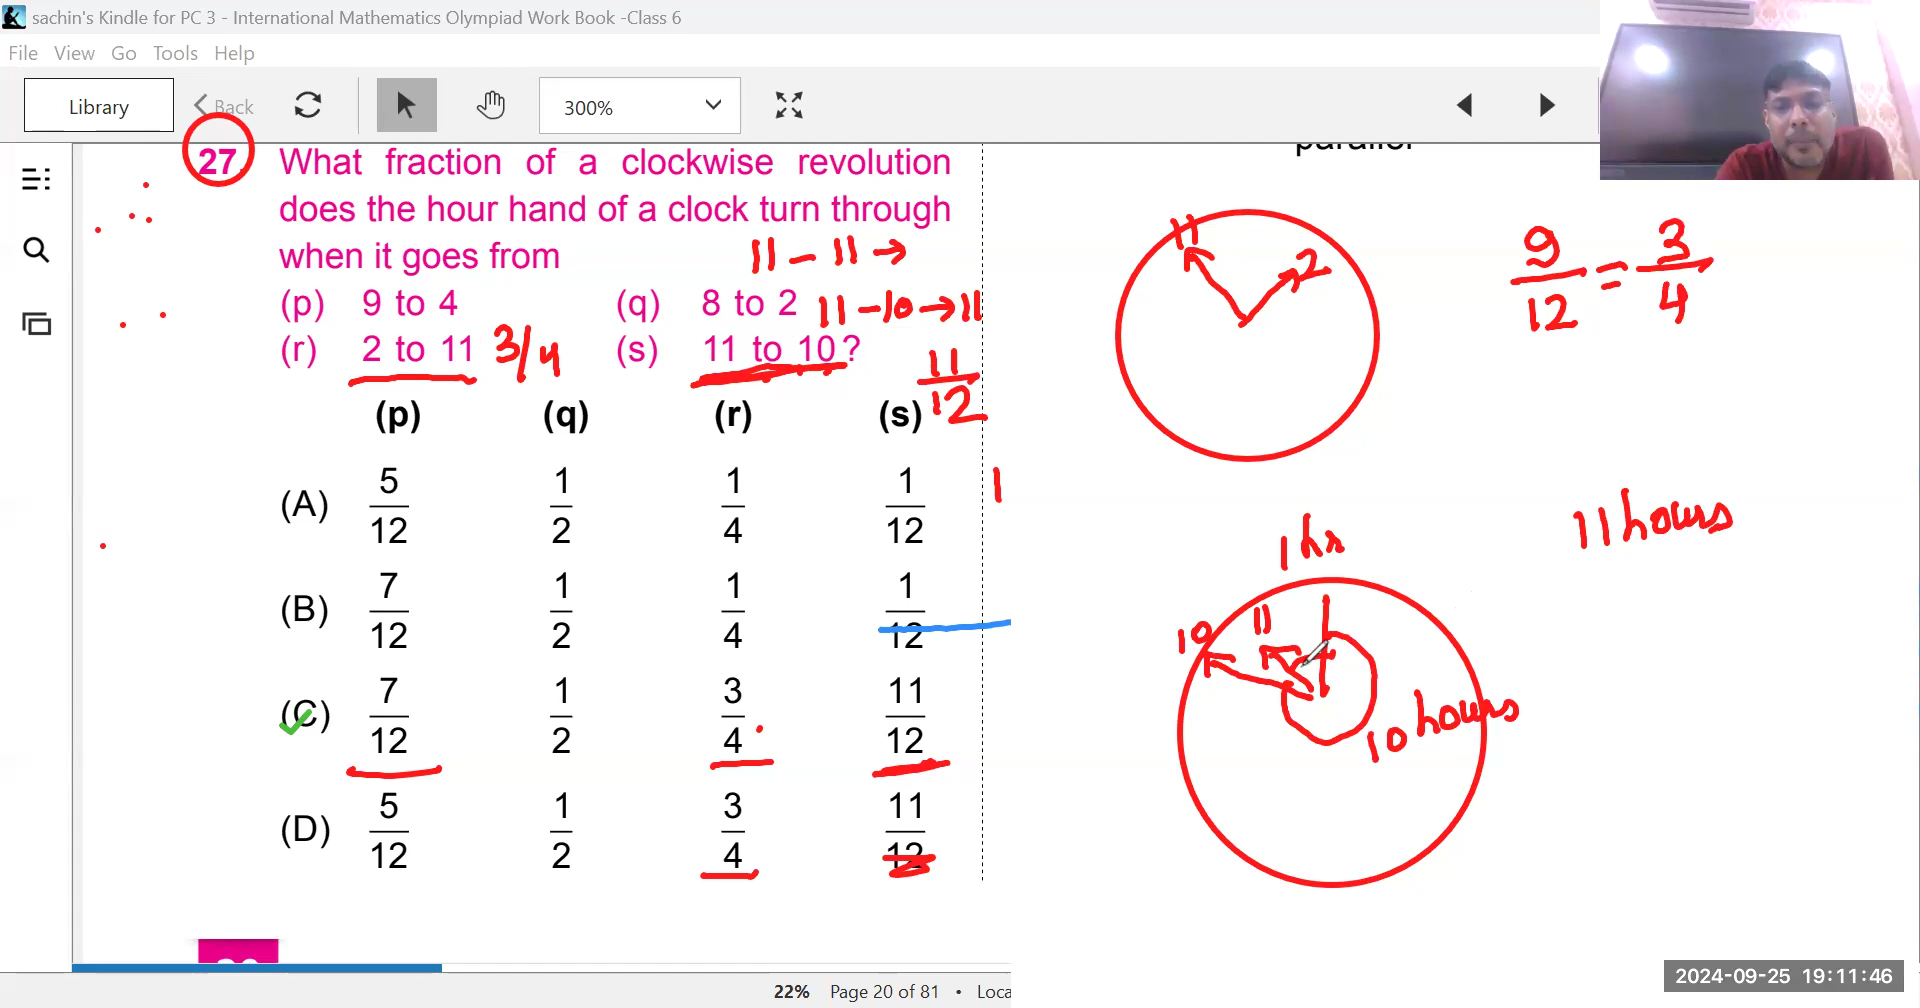 sachin's Kindle for PC 3 - International Mathematics Olympiad Work Book -Class 6
File View Go Tools Help
Library Back 300%
27. What fraction of a clockwise revolution
does the hour hand of a clock turn through
when it goes from
11 - 11 →
(p) 9 to 4 (q) 8 to 2
11 - 10 → 11
(r) 2 to 11 3/4 (s) 11 to 10?
11/12
(p) (q) (r) (s)
(A) 5/12 1/2 1/4 1/12
1
(B) 7/12 1/2 1/4 1/12
(C) 7/12 1/2 3/4 11/12
(D) 5/12 1/2 3/4 11/12
22% Page 20 of 81 • Loca
11 2
9/12 = 3/4
11 hours
1 hr
10 11
10 hours
2024-09-25 19:11:46